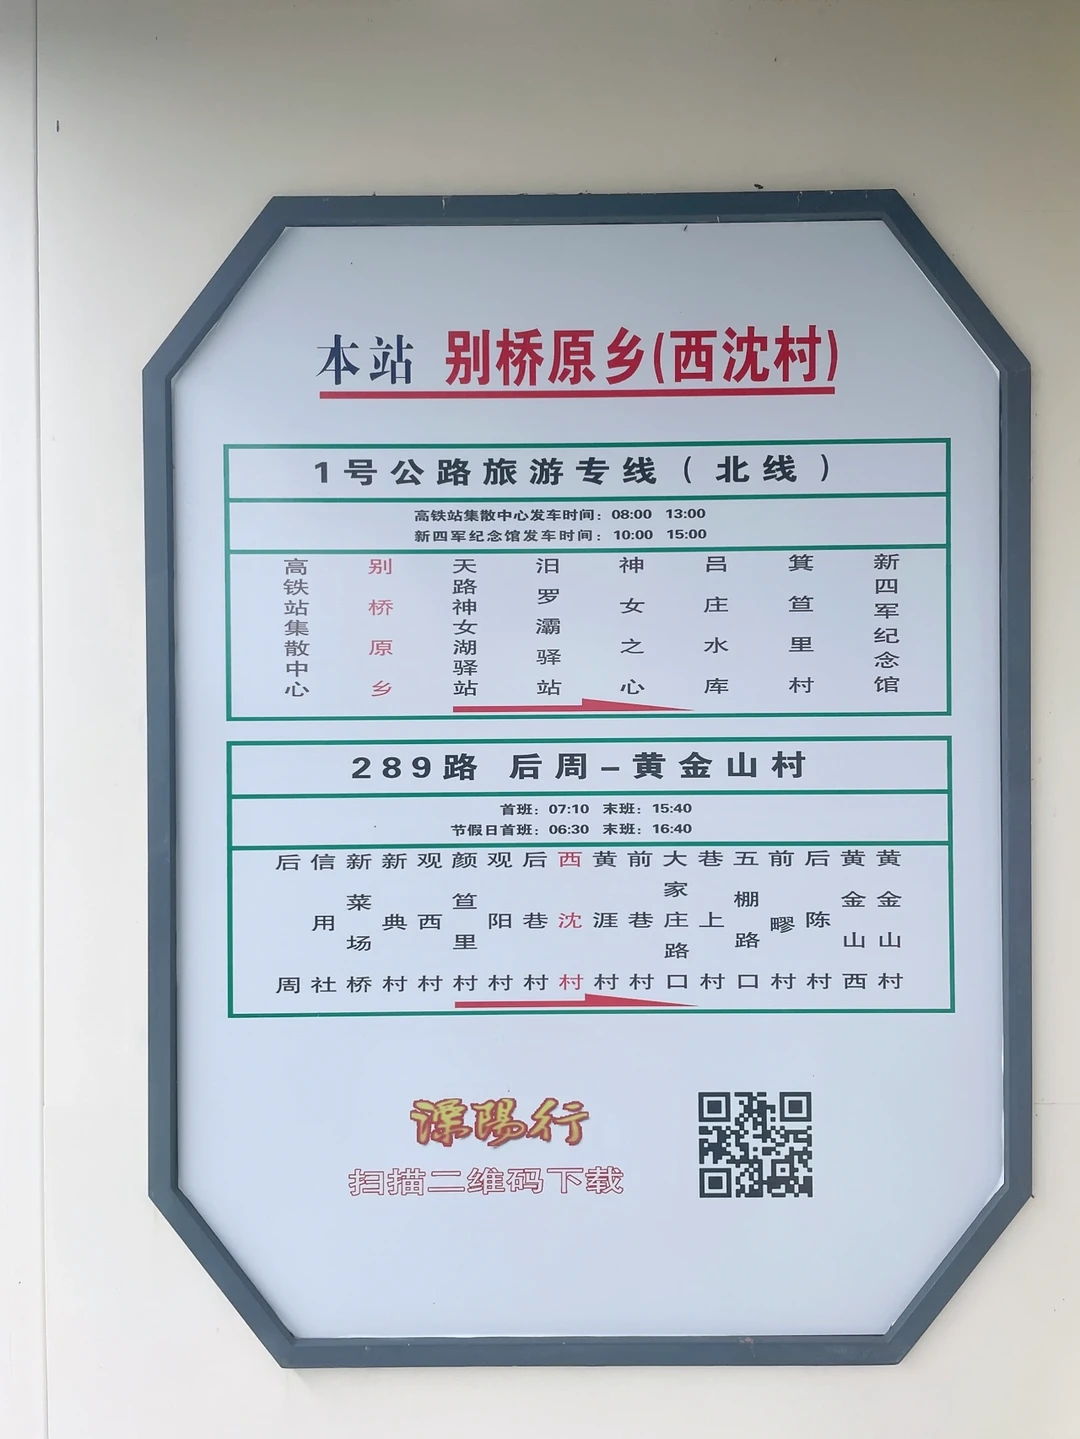 本站 别桥原乡(西沈村)
1号公路旅游专线(北线)
高铁站集散中心发车时间:08:00 13:00
新四军纪念馆发车时间:10:00 15:00
高铁站集散中心
别桥原乡
天路神女湖驿站
汨罗灞驿站
神女之心
吕庄水库
箕笪里村
新四军纪念馆
289路 后周–黄金山村
首班:07:10 末班:15:40
节假日首班:06:30 末班:16:40
后周
信用社
新菜场桥
新典村
观西村
颜笪里村
观阳村
后巷村
西沈村
黄涯村
前巷村
大家庄路口
巷上村
五棚路口
前疁村
后陈村
黄金山西
黄金山村
溧陽行
扫描二维码下载